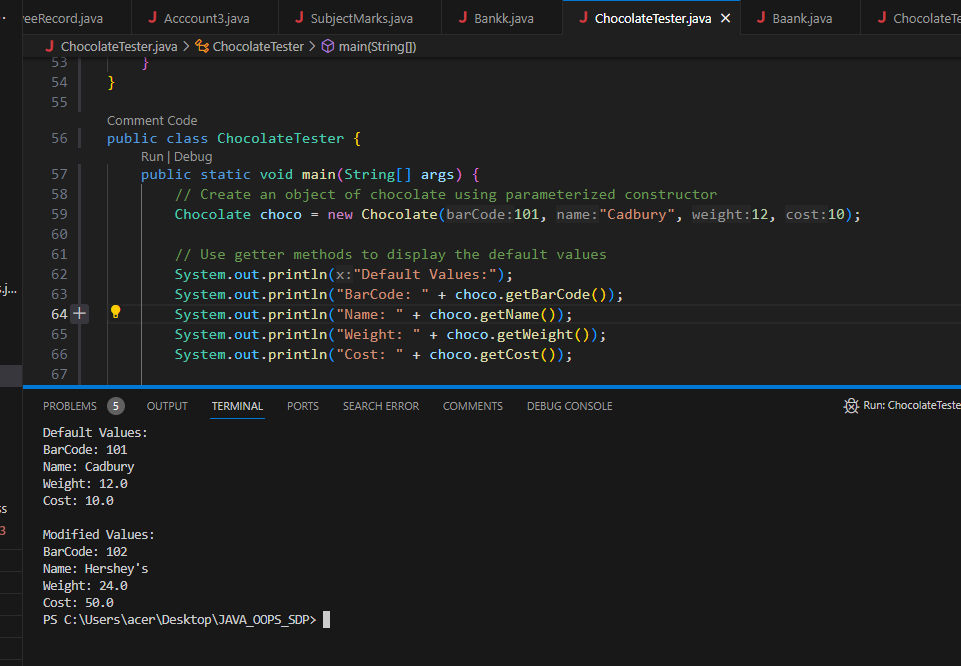 eeRecord.java J Acccount3.java J SubjectMarks.java J Bankk.java J ChocolateTester.java × J Baank.java J ChocolateTe
J ChocolateTester.java > ChocolateTester > main(String[])
53 }
54 }
55
Comment Code
56 public class ChocolateTester {
Run | Debug
57 public static void main(String[] args) {
58 // Create an object of chocolate using parameterized constructor
59 Chocolate choco = new Chocolate(barCode:101, name:"Cadbury", weight:12, cost:10);
60
61 // Use getter methods to display the default values
62 System.out.println(x:"Default Values:");
63 System.out.println("BarCode: " + choco.getBarCode());
64 System.out.println("Name: " + choco.getName());
65 System.out.println("Weight: " + choco.getWeight());
66 System.out.println("Cost: " + choco.getCost());
67
s.j...
PROBLEMS 5 OUTPUT TERMINAL PORTS SEARCH ERROR COMMENTS DEBUG CONSOLE Run: ChocolateTeste
Default Values:
BarCode: 101
Name: Cadbury
Weight: 12.0
Cost: 10.0
ss
Modified Values:
3
BarCode: 102
Name: Hershey's
Weight: 24.0
Cost: 50.0
PS C:\Users\acer\Desktop\JAVA_OOPS_SDP>